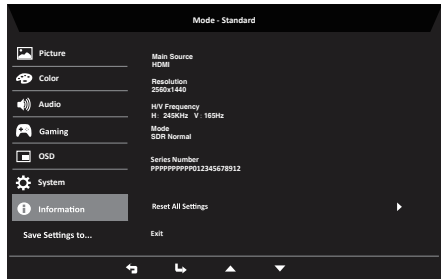 Mode - Standard
Picture
Color
Audio
Gaming
OSD
System
Information
Save Settings to...
Main Source
HDMI
Resolution
2560x1440
H/V Frequency
H: 245KHz V: 165Hz
Mode
SDR Normal
Series Number
PPPPPPPPPP012345678912
Reset All Settings
Exit